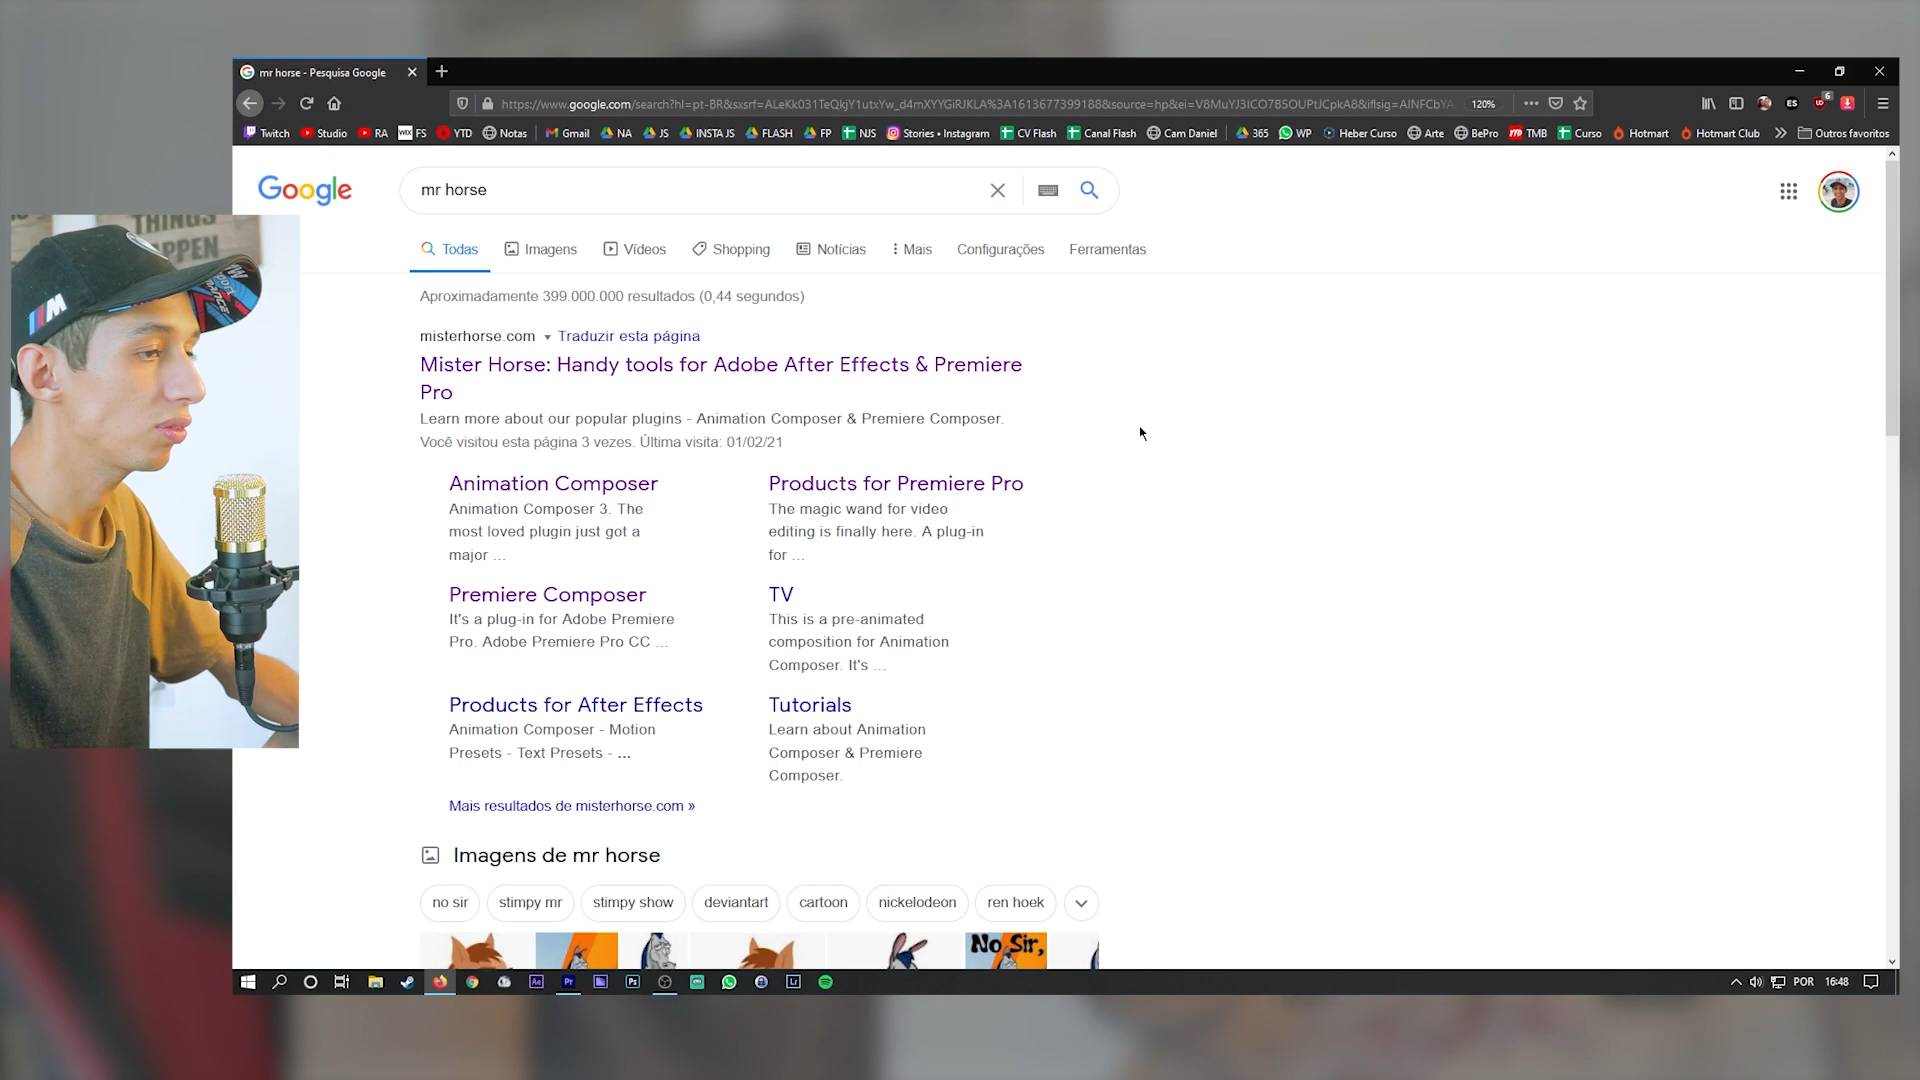 mr horse - Pesquisa Google
https://www.google.com/search?hl=pt-BR&sxsrf=ALeKk031TeQkjY1utxYw_d4mXYYGiRJKLA%3A1613677399188&source=hp&ei=V8MuYJ3ICO7B5OUPtJCpkA8&iflsig=AINFCbYA
120%
ES
6
Twitch Studio RA WIX FS YTD Notas Gmail NA JS INSTA JS FLASH FP NJS Stories • Instagram CV Flash Canal Flash Cam Daniel 365 WP Heber Curso Arte BePro TMB Curso Hotmart Hotmart Club Outros favoritos
Google
mr horse
Todas Imagens Vídeos Shopping Notícias Mais Configurações Ferramentas
Aproximadamente 399.000.000 resultados (0,44 segundos)
misterhorse.com Traduzir esta página
Mister Horse: Handy tools for Adobe After Effects & Premiere
Pro
Learn more about our popular plugins - Animation Composer & Premiere Composer.
Você visitou esta página 3 vezes. Última visita: 01/02/21
Animation Composer
Animation Composer 3. The
most loved plugin just got a
major ...
Products for Premiere Pro
The magic wand for video
editing is finally here. A plug-in
for ...
Premiere Composer
It's a plug-in for Adobe Premiere
Pro. Adobe Premiere Pro CC ...
TV
This is a pre-animated
composition for Animation
Composer. It's ...
Products for After Effects
Animation Composer - Motion
Presets - Text Presets - ...
Tutorials
Learn about Animation
Composer & Premiere
Composer.
Mais resultados de misterhorse.com »
Imagens de mr horse
no sir stimpy mr stimpy show deviantart cartoon nickelodeon ren hoek
No Sir,
Ae Pr Ps Lr
POR 16:48
THINGS
M